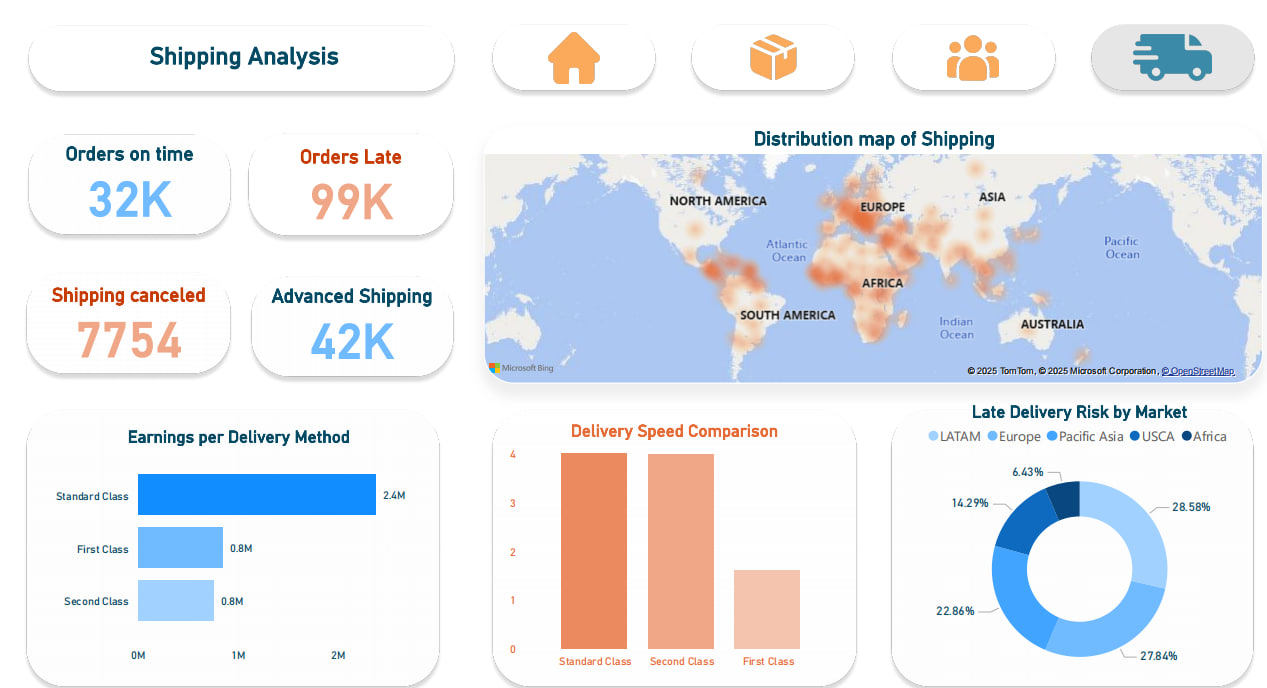 Shipping Analysis
Orders on time
32K
Orders Late
99K
Shipping canceled
7754
Advanced Shipping
42K
Distribution map of Shipping
NORTH AMERICA
EUROPE
ASIA
Atlantic
Ocean
Pacific
Ocean
AFRICA
SOUTH AMERICA
Indian
Ocean
AUSTRALIA
Microsoft Bing
© 2025 TomTom, © 2025 Microsoft Corporation, © OpenStreetMap
Earnings per Delivery Method
Standard Class
2.4M
First Class
0.8M
Second Class
0.8M
0M 1M 2M
Delivery Speed Comparison
4
3
2
1
0
Standard Class Second Class First Class
Late Delivery Risk by Market
LATAM Europe Pacific Asia USCA Africa
6.43%
14.29%
28.58%
22.86%
27.84%